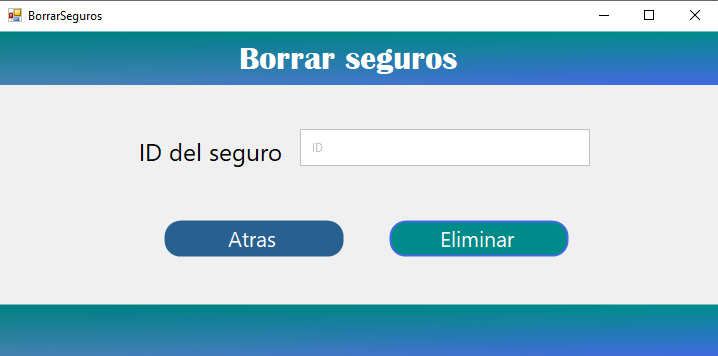 BorrarSeguros
Borrar seguros
ID del seguro
ID
Atras
Eliminar